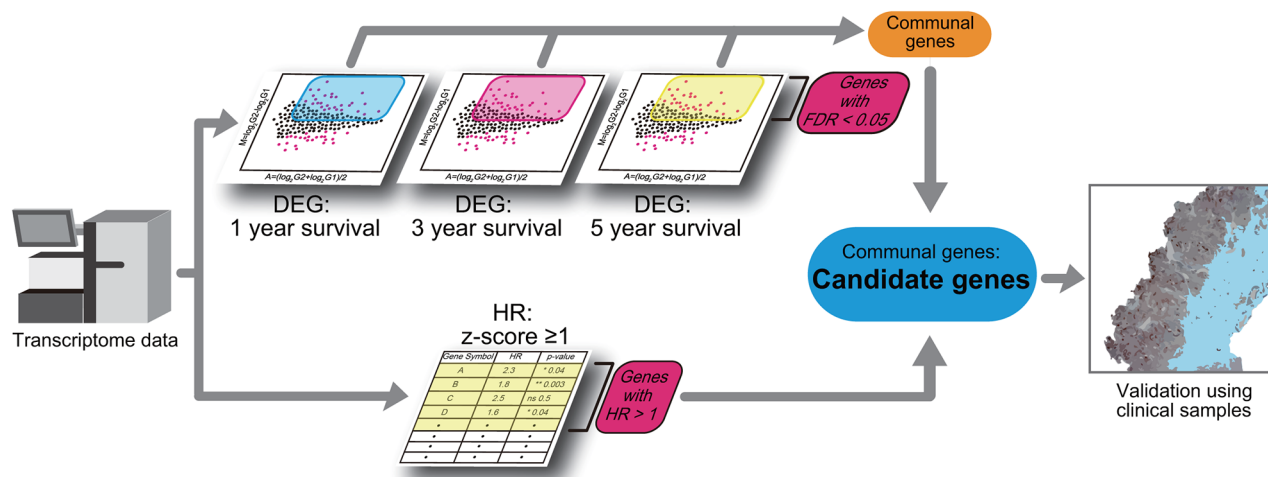 Communal
genes
M=log₂G2-log₂G1
A=(log₂G2+log₂G1)/2
M=log₂G2-log₂G1
A=(log₂G2+log₂G1)/2
M=log₂G2-log₂G1
A=(log₂G2+log₂G1)/2
Genes
with
FDR < 0.05
DEG:
1 year survival
DEG:
3 year survival
DEG:
5 year survival
Transcriptome data
Communal genes:
Candidate genes
HR:
z-score ≥1
Gene Symbol HR p-value
A 2.3 * 0.04
B 1.8 ** 0.003
C 2.5 ns 0.5
D 1.6 * 0.04
• • •
• • •
• • •
• • •
Genes
with
HR > 1
Validation using
clinical samples